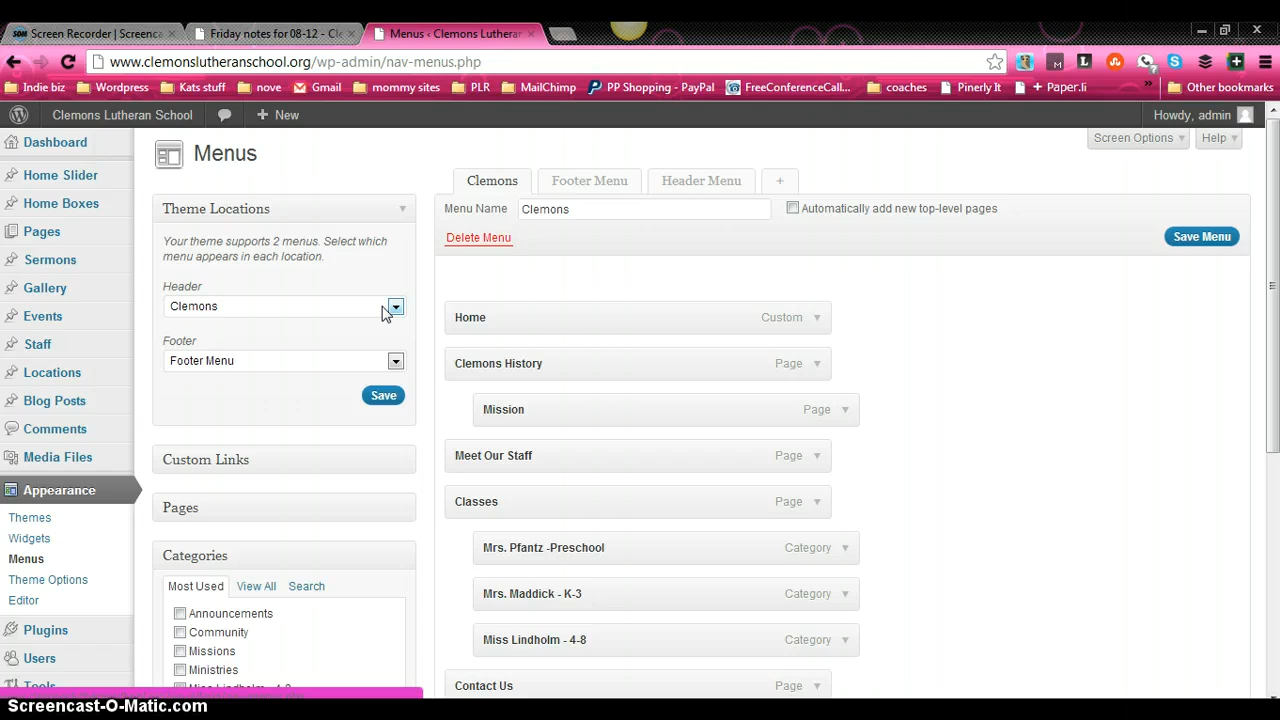 Screen Recorder | Screenca
Friday notes for 08-12 - Cle
Menus ‹ Clemons Lutheran
www.clemonslutheranschool.org/wp-admin/nav-menus.php
Indie biz
Wordpress
Kats stuff
nove
Gmail
mommy sites
PLR
MailChimp
PP Shopping - PayPal
FreeConferenceCall...
coaches
Pinerly It
+ Paper.li
»
Other bookmarks
Clemons Lutheran School
+ New
Howdy, admin
Dashboard
Home Slider
Home Boxes
Pages
Sermons
Gallery
Events
Staff
Locations
Blog Posts
Comments
Media Files
Appearance
Themes
Widgets
Menus
Theme Options
Editor
Plugins
Users
Tools
Menus
Screen Options
Help
Theme Locations
Your theme supports 2 menus. Select which
menu appears in each location.
Header
Clemons
Footer
Footer Menu
Save
Custom Links
Pages
Categories
Most Used View All Search
Announcements
Community
Missions
Ministries
Miss Lindholm - 4-8
Clemons Footer Menu Header Menu +
Menu Name Clemons Automatically add new top-level pages
Delete Menu Save Menu
Home Custom
Clemons History Page
Mission Page
Meet Our Staff Page
Classes Page
Mrs. Pfantz -Preschool Category
Mrs. Maddick - K-3 Category
Miss Lindholm - 4-8 Category
Contact Us Page
Screencast-O-Matic.com